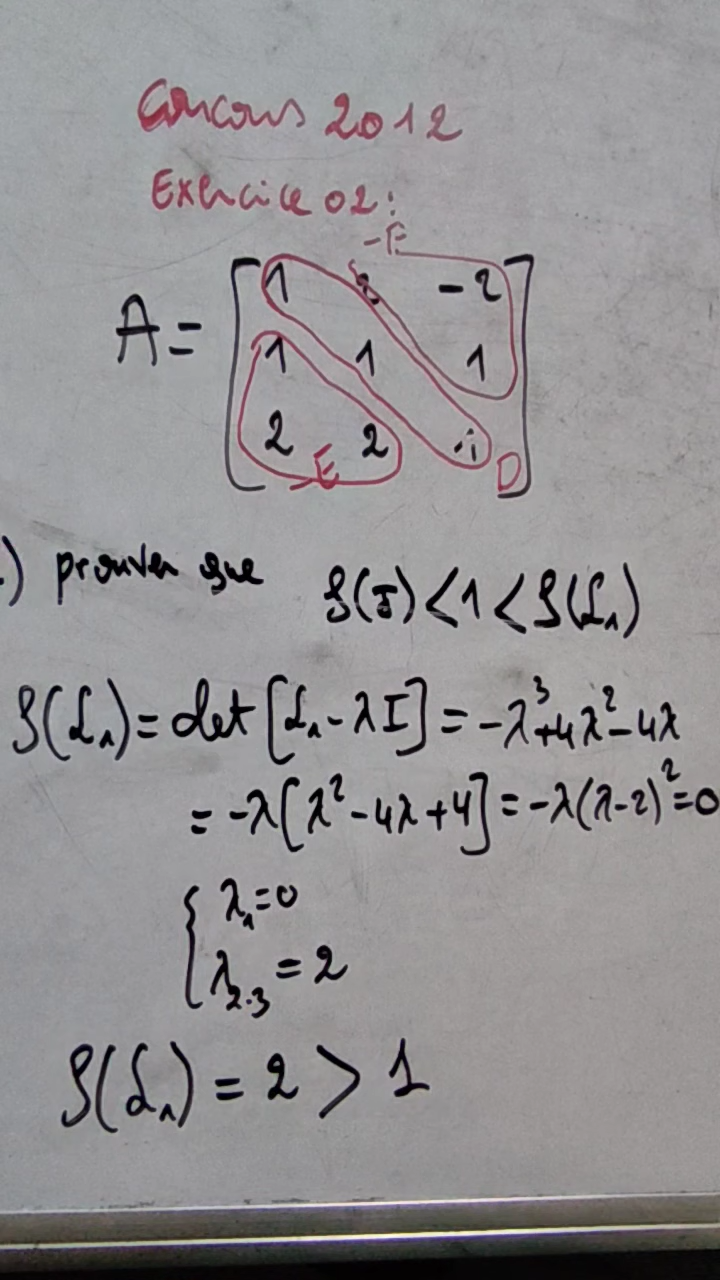 Concours 2012
Exercice 02:
-F
A = [ 1 2 -2
1 1 1
2 2 1 ]
-E D
.) prouver que ρ(J) < 1 < ρ(L₁)
ρ(L₁) = det [L₁ - λI] = -λ³+4λ²-4λ
= -λ[λ²-4λ+4] = -λ(λ-2)²=0
{ λ₁=0
λ₂.₃ = 2
ρ(L₁) = 2 > 1